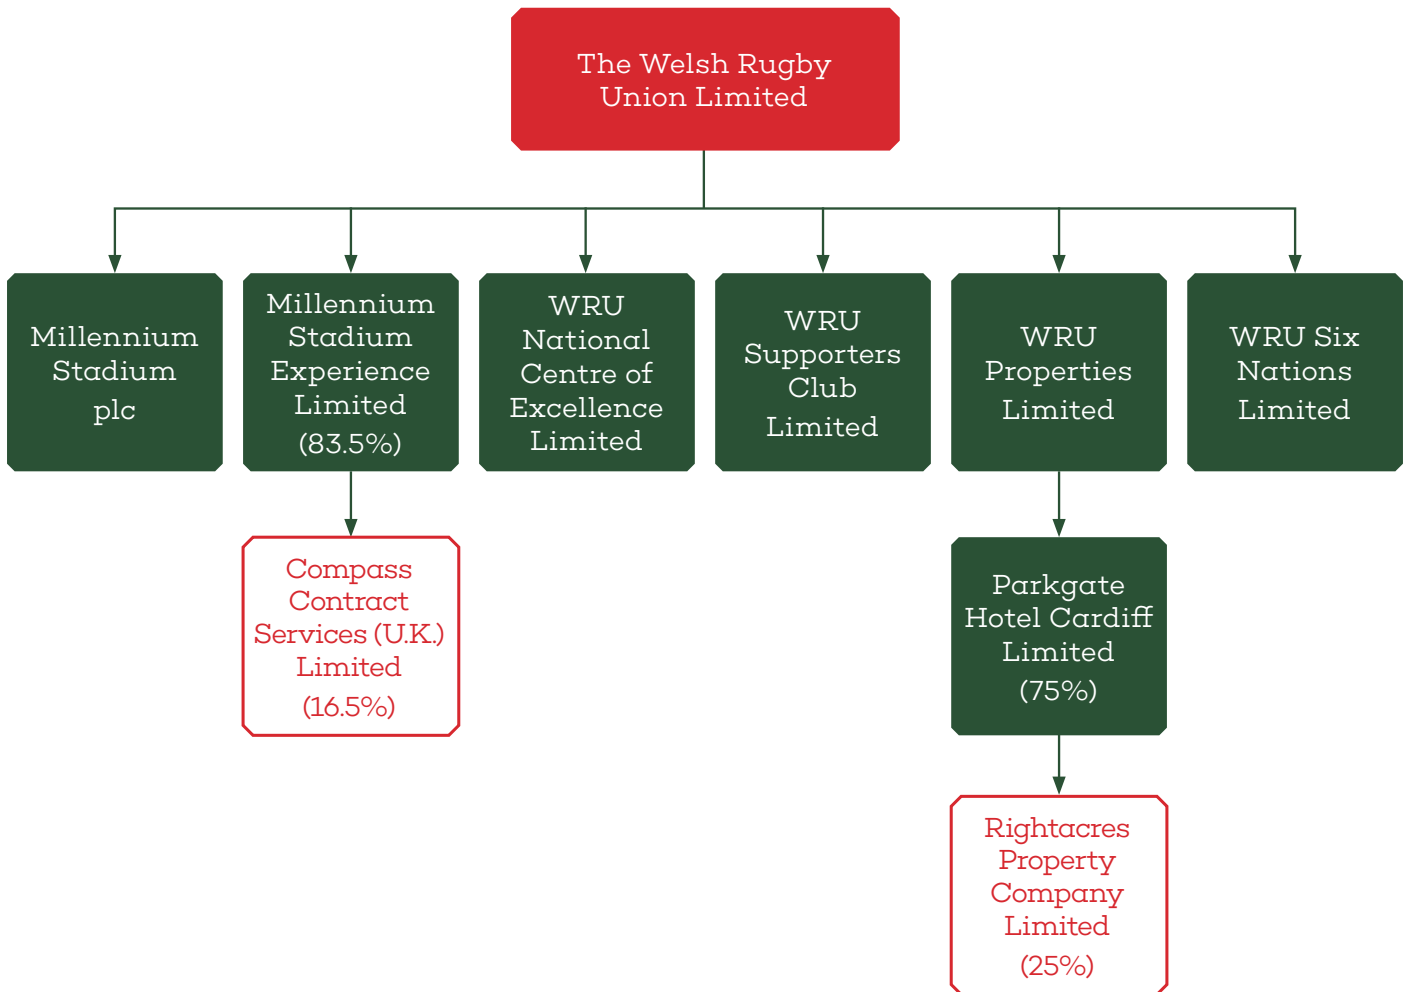 The Welsh Rugby
Union Limited
Millennium
Stadium
plc
Millennium
Stadium
Experience
Limited
(83.5%)
WRU
National
Centre of
Excellence
Limited
WRU
Supporters
Club
Limited
WRU
Properties
Limited
WRU Six
Nations
Limited
Compass
Contract
Services (U.K.)
Limited
(16.5%)
Parkgate
Hotel Cardiff
Limited
(75%)
Rightacres
Property
Company
Limited
(25%)